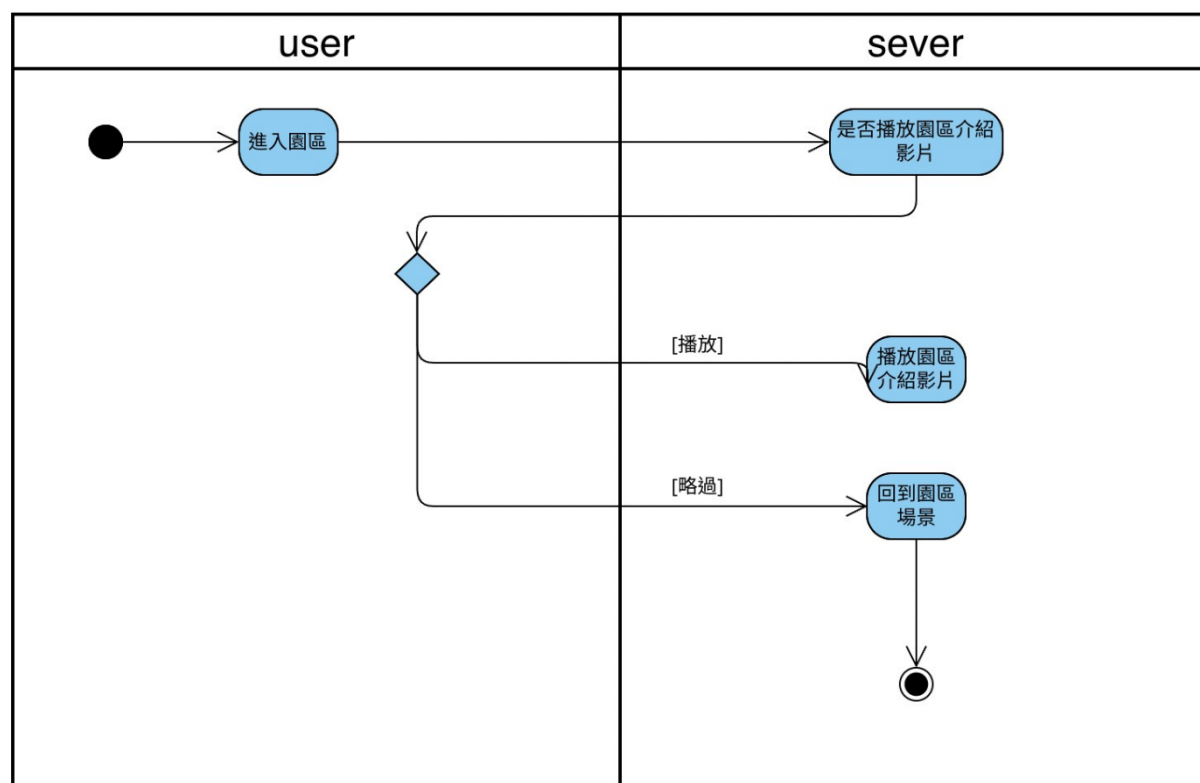 user
sever
進入園區
是否播放園區介紹
影片
[播放]
播放園區
介紹影片
[略過]
回到園區
場景